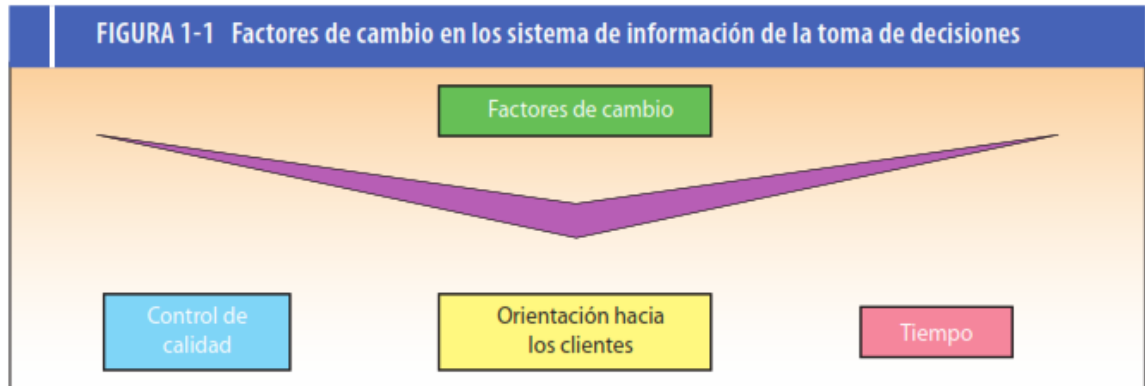 FIGURA 1-1 Factores de cambio en los sistema de información de la toma de decisiones
Factores de cambio
Control de
calidad
Orientación hacia
los clientes
Tiempo